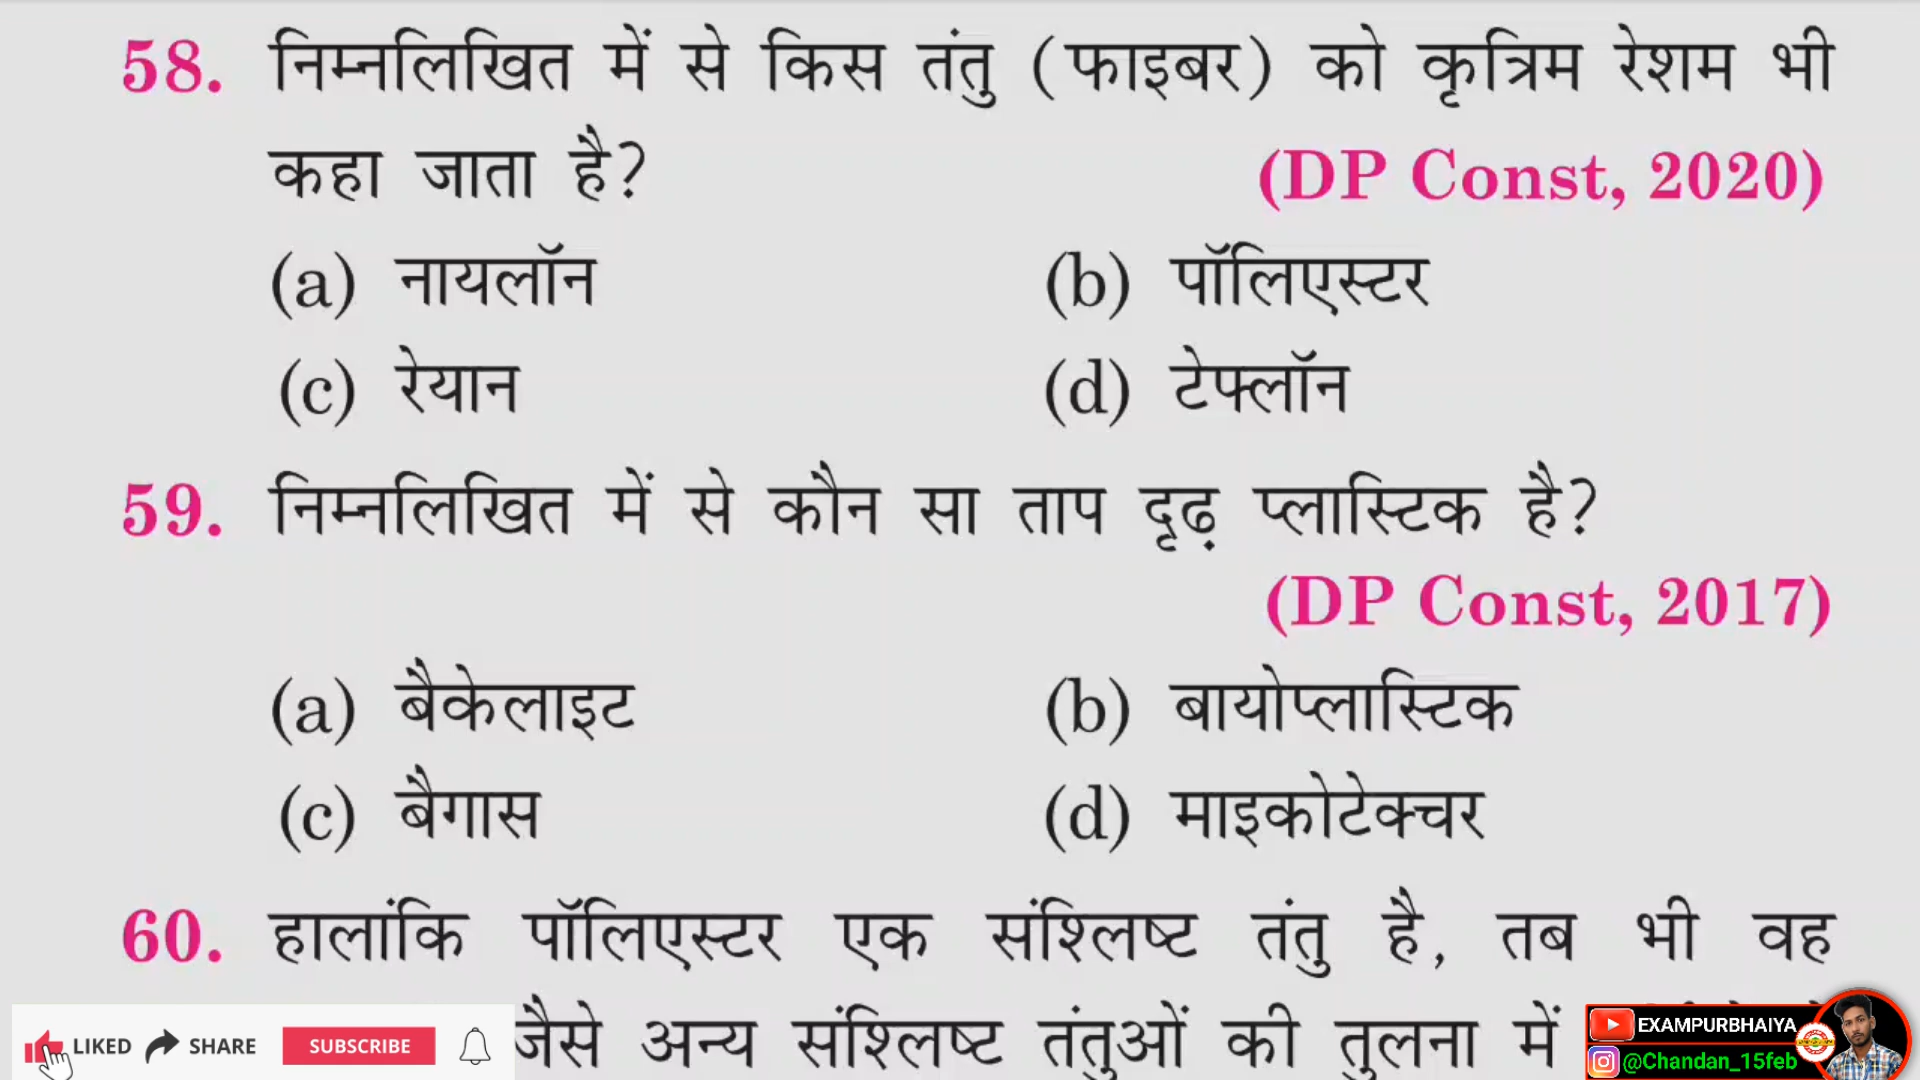 58. निम्नलिखित में से किस तंतु (फाइबर) को कृत्रिम रेशम भी
कहा जाता है? (DP Const, 2020)
(a) नायलॉन (b) पॉलिएस्टर
(c) रेयान (d) टेफ्लॉन
59. निम्नलिखित में से कौन सा ताप दृढ़ प्लास्टिक है?
(DP Const, 2017)
(a) बैकेलाइट (b) बायोप्लास्टिक
(c) बैगास (d) माइकोटेक्चर
60. हालांकि पॉलिएस्टर एक संश्लिष्ट तंतु है, तब भी वह
जैसे अन्य संश्लिष्ट तंतुओं की तुलना में
LIKED SHARE SUBSCRIBE
EXAMPURBHAIYA
@Chandan_15feb